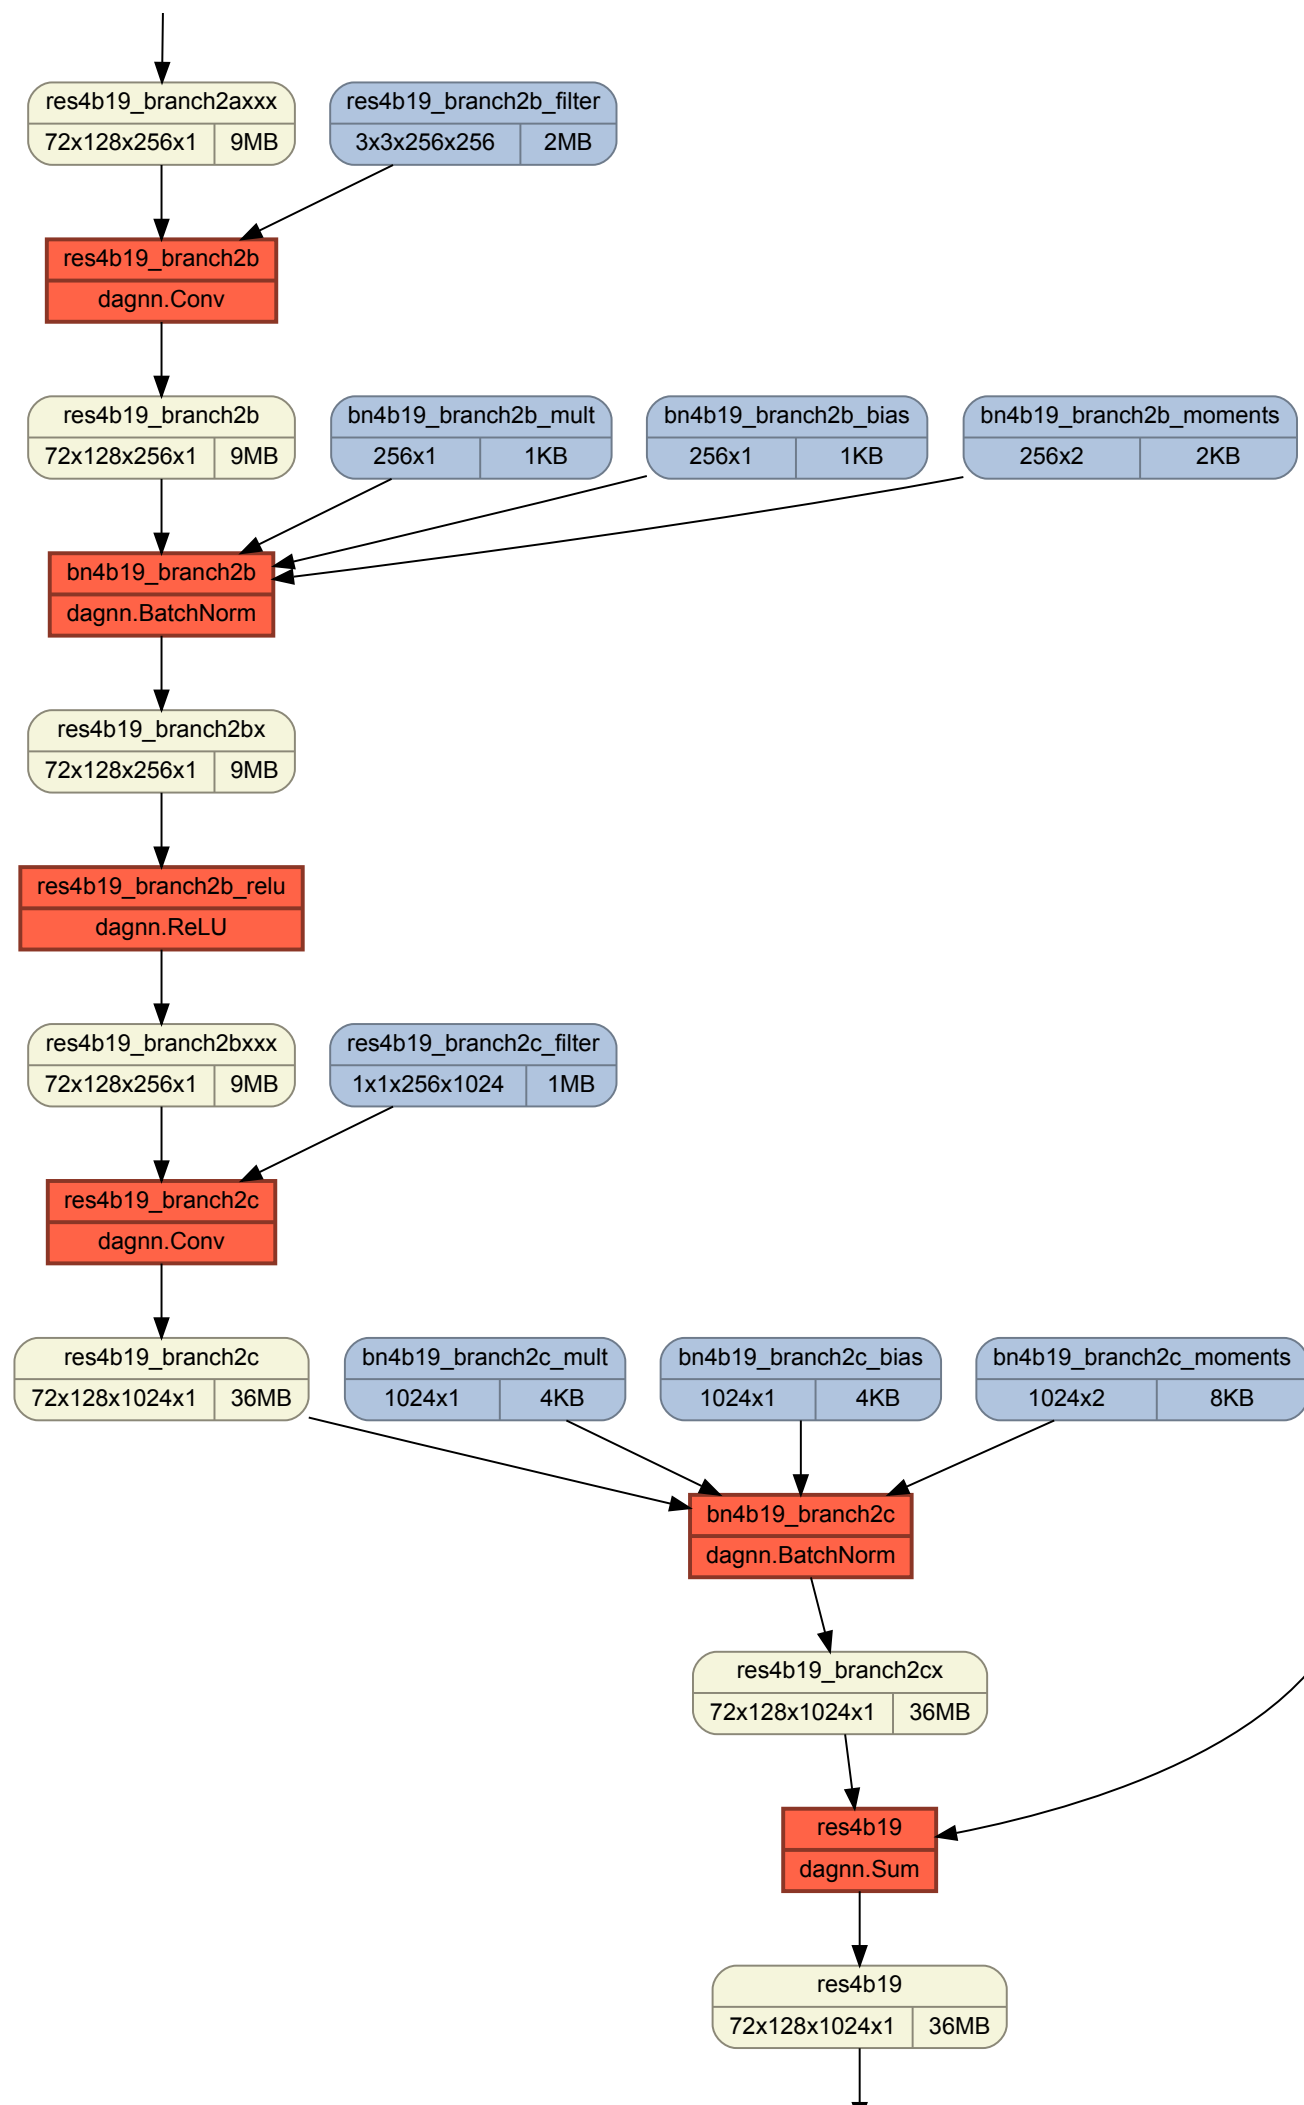 res4b19_branch2axxx
72x128x256x1 9MB
res4b19_branch2b_filter
3x3x256x256 2MB
res4b19_branch2b
dagnn.Conv
res4b19_branch2b
72x128x256x1 9MB
bn4b19_branch2b_mult
256x1 1KB
bn4b19_branch2b_bias
256x1 1KB
bn4b19_branch2b_moments
256x2 2KB
bn4b19_branch2b
dagnn.BatchNorm
res4b19_branch2bx
72x128x256x1 9MB
res4b19_branch2b_relu
dagnn.ReLU
res4b19_branch2bxxx
72x128x256x1 9MB
res4b19_branch2c_filter
1x1x256x1024 1MB
res4b19_branch2c
dagnn.Conv
res4b19_branch2c
72x128x1024x1 36MB
bn4b19_branch2c_mult
1024x1 4KB
bn4b19_branch2c_bias
1024x1 4KB
bn4b19_branch2c_moments
1024x2 8KB
bn4b19_branch2c
dagnn.BatchNorm
res4b19_branch2cx
72x128x1024x1 36MB
res4b19
dagnn.Sum
res4b19
72x128x1024x1 36MB